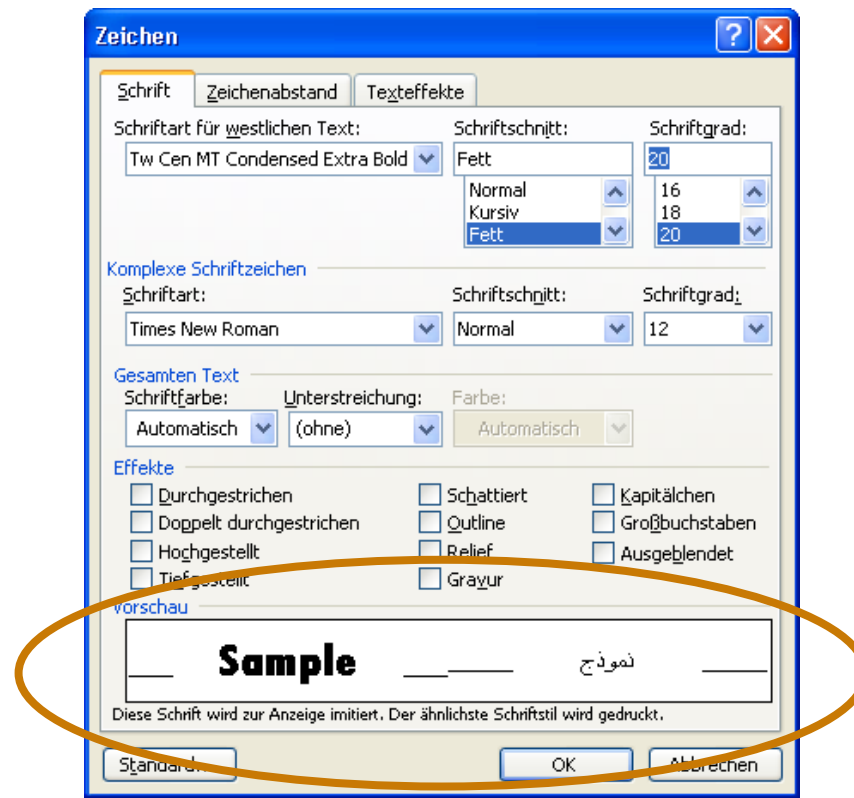 Zeichen
Schrift Zeichenabstand Texteffekte
Schriftart für westlichen Text: Schriftschnitt: Schriftgrad:
Tw Cen MT Condensed Extra Bold Fett 20
Normal 16
Kursiv 18
Fett 20
Komplexe Schriftzeichen
Schriftart: Schriftschnitt: Schriftgrad:
Times New Roman Normal 12
Gesamten Text
Schriftfarbe: Unterstreichung: Farbe:
Automatisch (ohne) Automatisch
Effekte
Durchgestrichen Schattiert Kapitälchen
Doppelt durchgestrichen Outline Großbuchstaben
Hochgestellt Relief Ausgeblendet
Tiefgestellt Gravur
Vorschau
Sample نموذج
Diese Schrift wird zur Anzeige imitiert. Der ähnlichste Schriftstil wird gedruckt.
Standard... OK Abbrechen